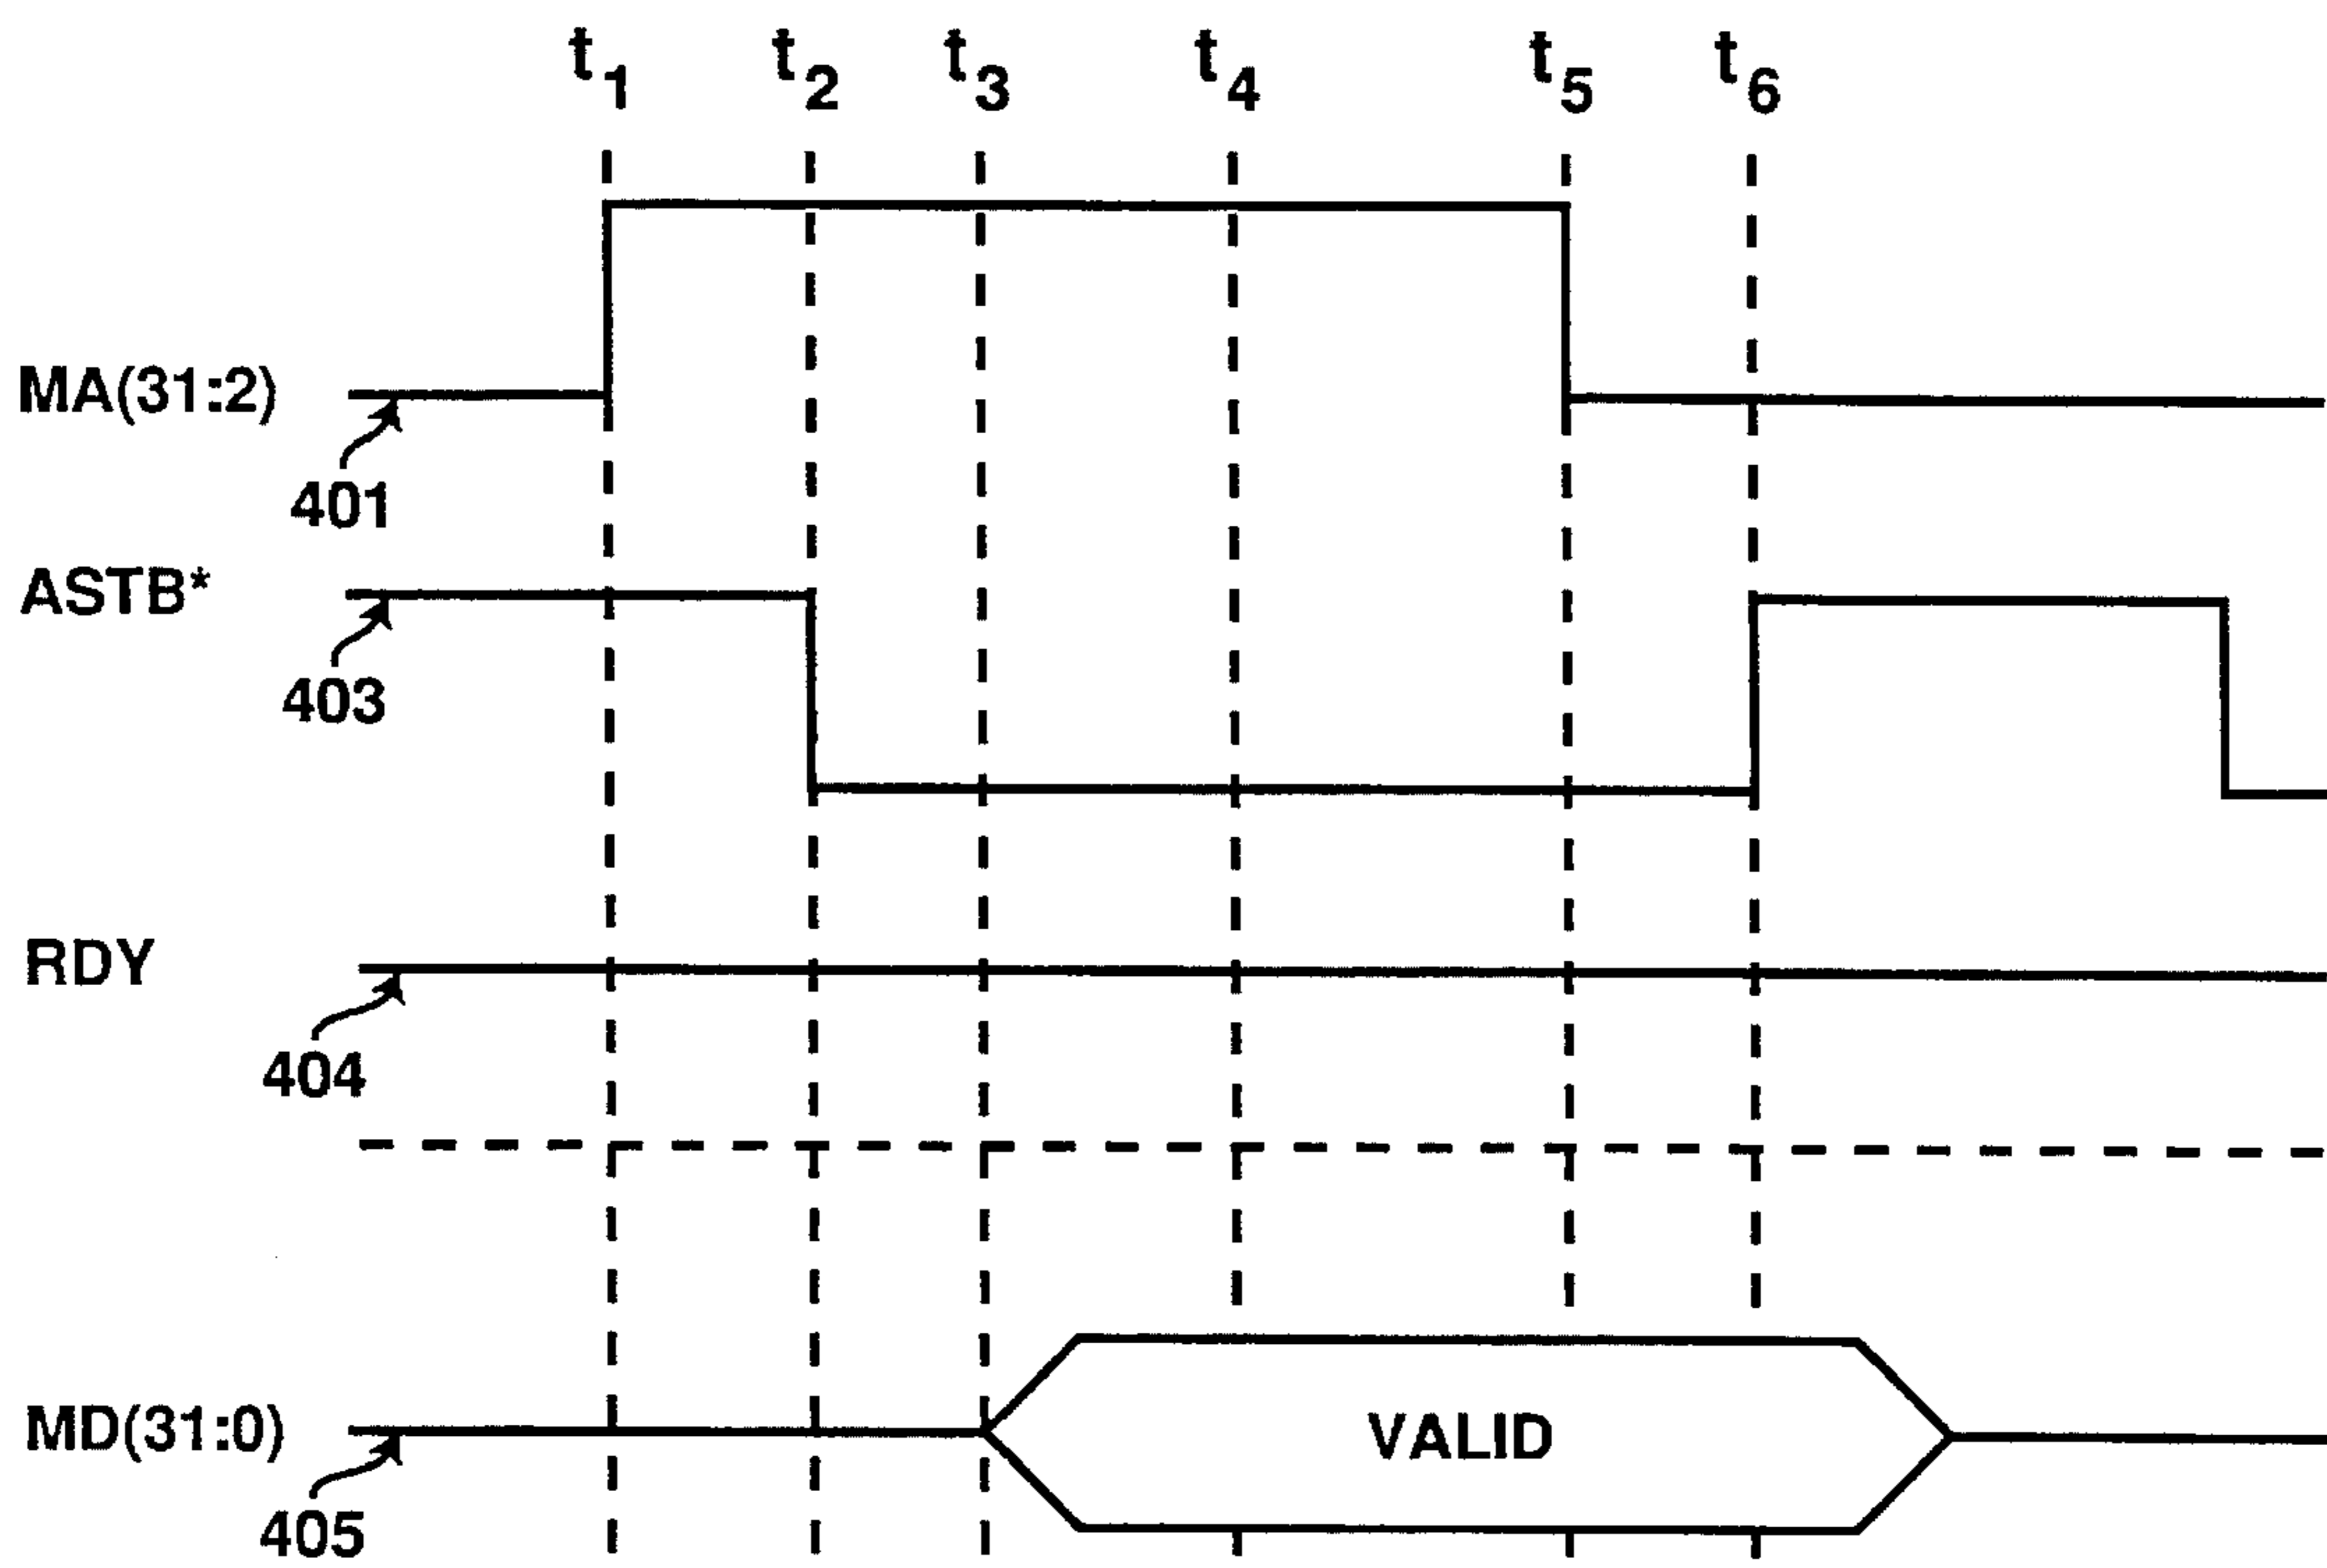 t1 t2 t3 t4 t5 t6
MA(31:2)
401
ASTB*
403
RDY
404
MD(31:0)
VALID
405